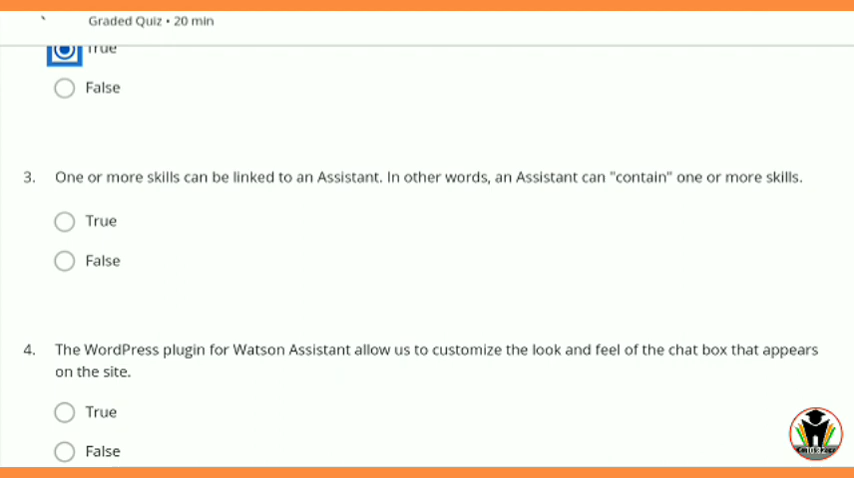 Graded Quiz • 20 min
True
False
3. One or more skills can be linked to an Assistant. In other words, an Assistant can "contain" one or more skills.
True
False
4. The WordPress plugin for Watson Assistant allow us to customize the look and feel of the chat box that appears
on the site.
True
False